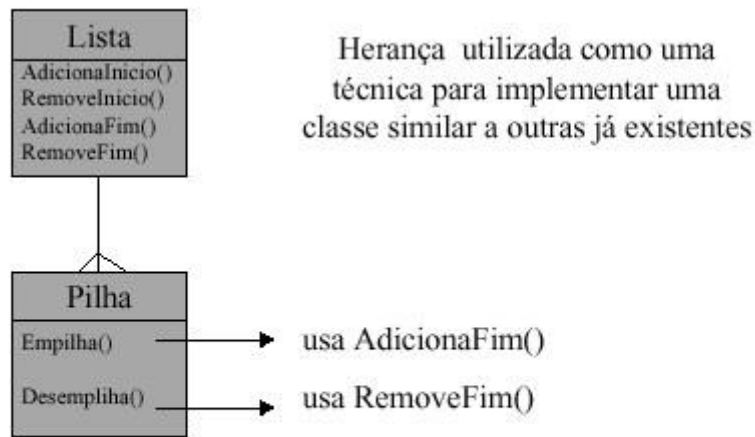 Lista
AdicionaInicio()
RemoveInicio()
AdicionaFim()
RemoveFim()
Herança utilizada como uma
técnica para implementar uma
classe similar a outras já existentes
Pilha
Empilha()
usa AdicionaFim()
Desempliha()
usa RemoveFim()